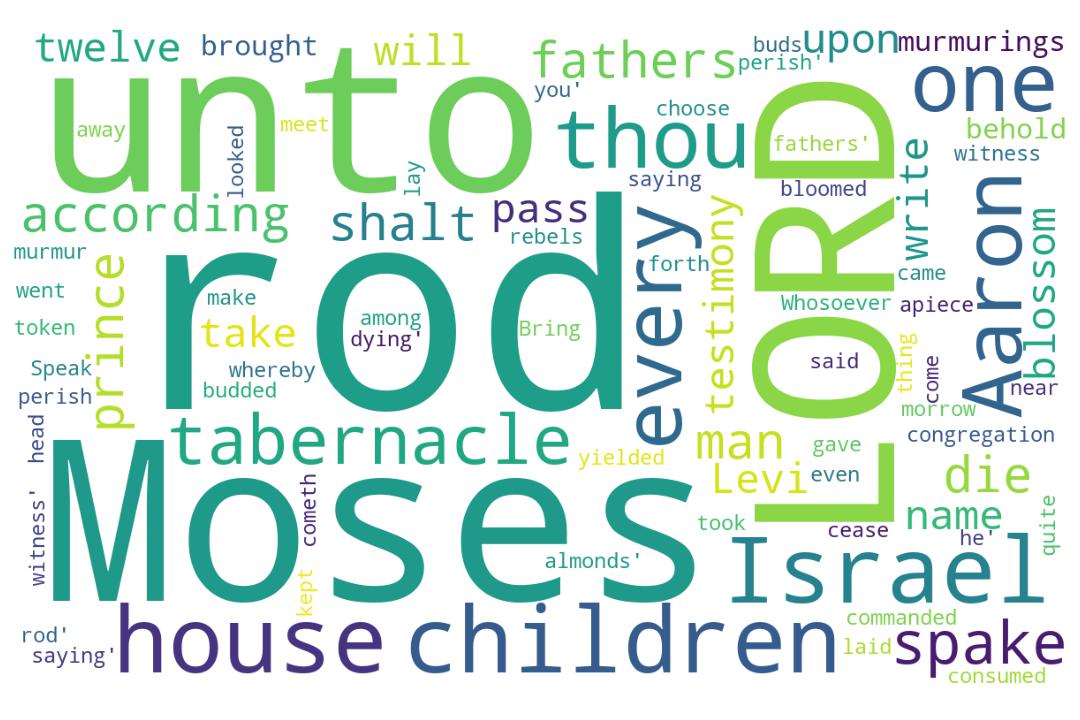 twelve
brought
will
fathers
buds
upon
murmurings
perish'
unto
you'
one
away
looked
meet
choose
thou
fathers'
behold
lay
witness
according
shalt
pass
saying
bloomed
write
rebels
LORD
Aaron
murmur
prince
rod
every
testimony
forth
blossom
went
make
came
token
take
among
dying'
Bring
Whosoever
apiece
Speak
whereby
said
thing
come
near
perish
budded
morrow
head
tabernacle
man
congregation
yielded
gave
Levi
even
die
witness'
Moses
cometh
took
cease
name
quite
he'
almonds'
Israel
kept
rod'
house
children
commanded
spake
saying'
laid
consumed